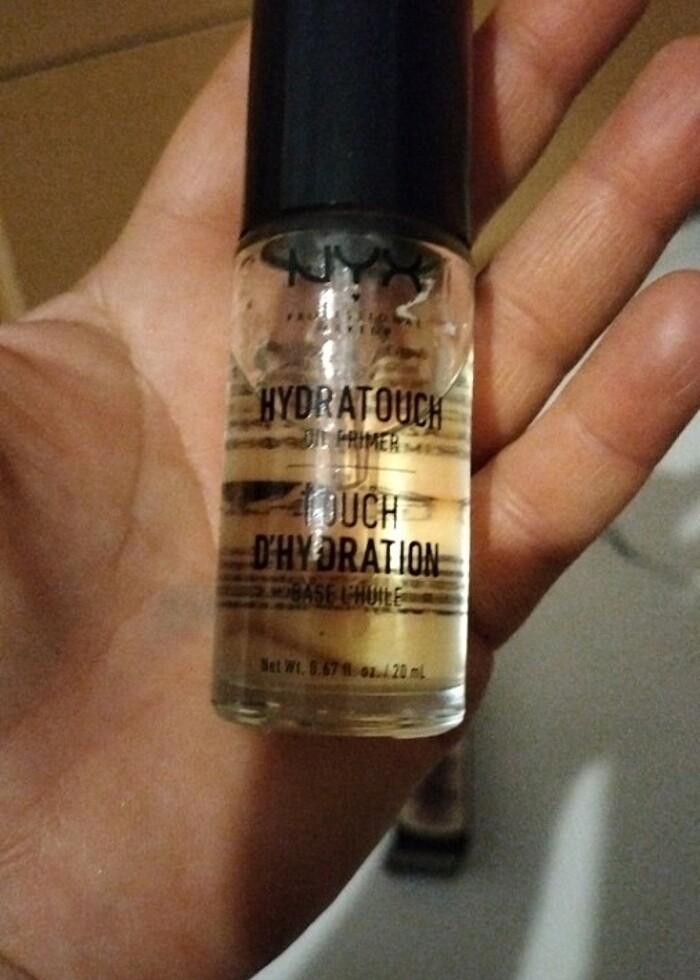 NYX
PROFESSIONAL
MAKEUP
HYDRATOUCH
OIL PRIMER
TOUCH
D'HYDRATION
BASE L'HUILE
Net Wt. 0.67 fl. oz. / 20 mL